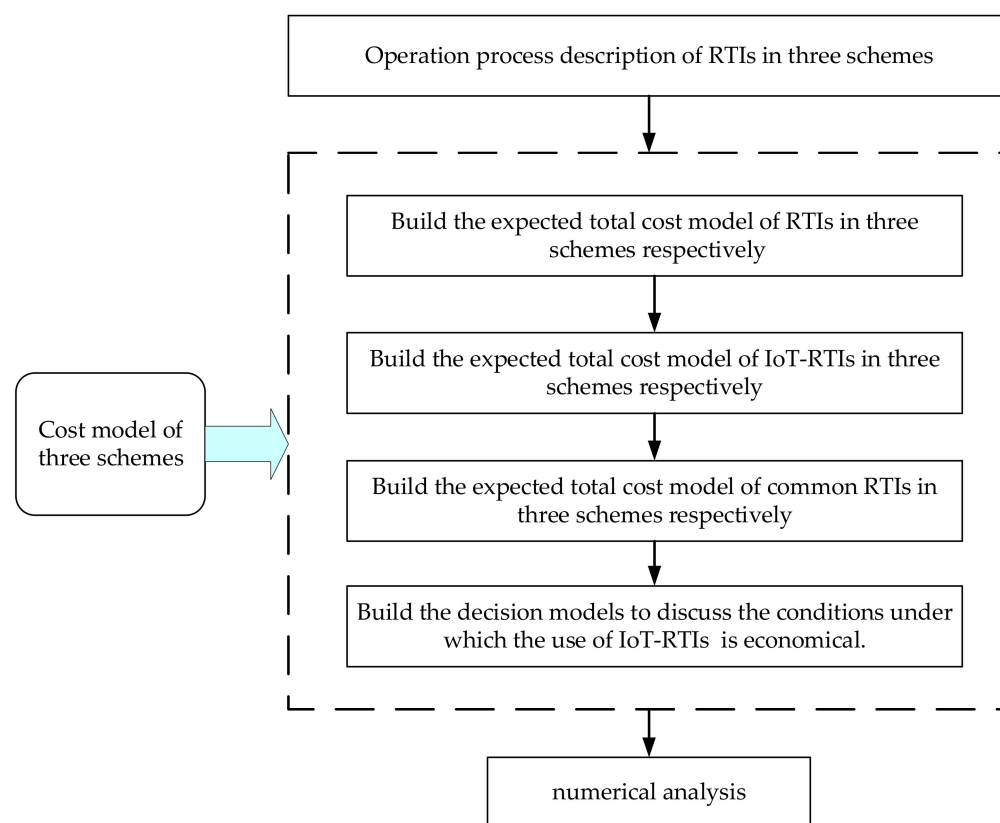 Operation process description of RTIs in three schemes
Build the expected total cost model of RTIs in three
schemes respectively
Build the expected total cost model of IoT-RTIs in three
schemes respectively
Cost model of
three schemes
Build the expected total cost model of common RTIs in
three schemes respectively
Build the decision models to discuss the conditions under
which the use of IoT-RTIs  is economical.
numerical analysis